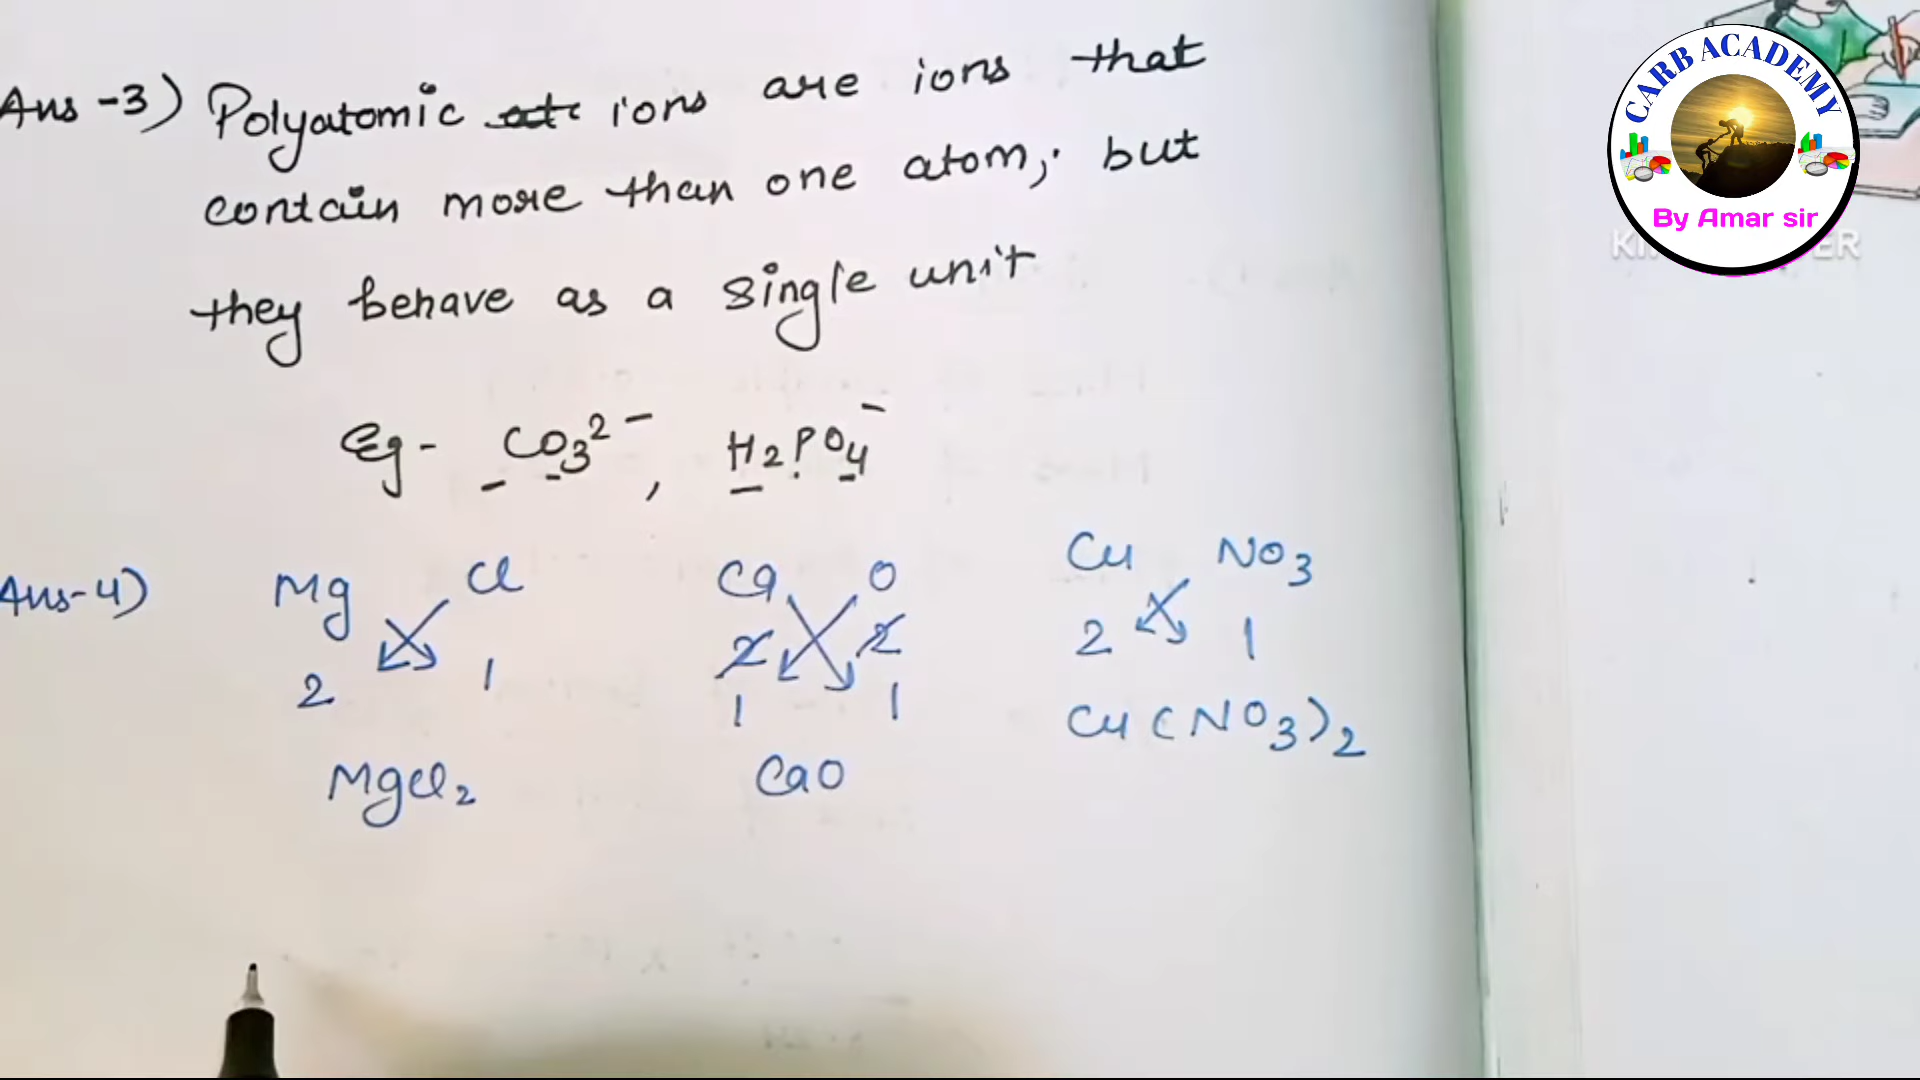 Ans-3) Polyatomic ions are ions that
contain more than one atom, but
they behave as a single unit
Eg- CO3 2-, H2PO4 -
Ans-4) Mg Cl Ca O Cu NO3
2 1 2 2 2 1
1 1
MgCl2 CaO Cu(NO3)2
CARB ACADEMY
By Amar sir